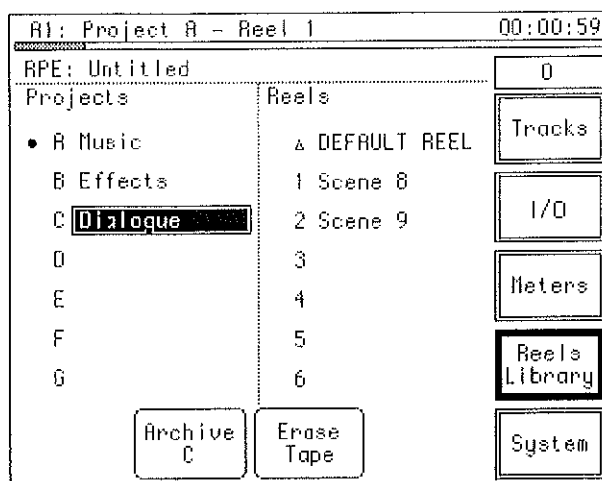 A1: Project A - Reel 1 00:00:59
APE: Untitled
0
Projects
Reels
Tracks
• A Music
∆ DEFAULT REEL
B Effects
1 Scene 8
I/O
C Dialogue
2 Scene 9
D
3
Meters
E
4
F
5
Reels
Library
G
6
Archive
C
Erase
Tape
System